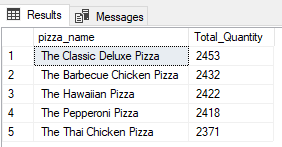 Results Messages
pizza_name Total_Quantity
1 The Classic Deluxe Pizza 2453
2 The Barbecue Chicken Pizza 2432
3 The Hawaiian Pizza 2422
4 The Pepperoni Pizza 2418
5 The Thai Chicken Pizza 2371